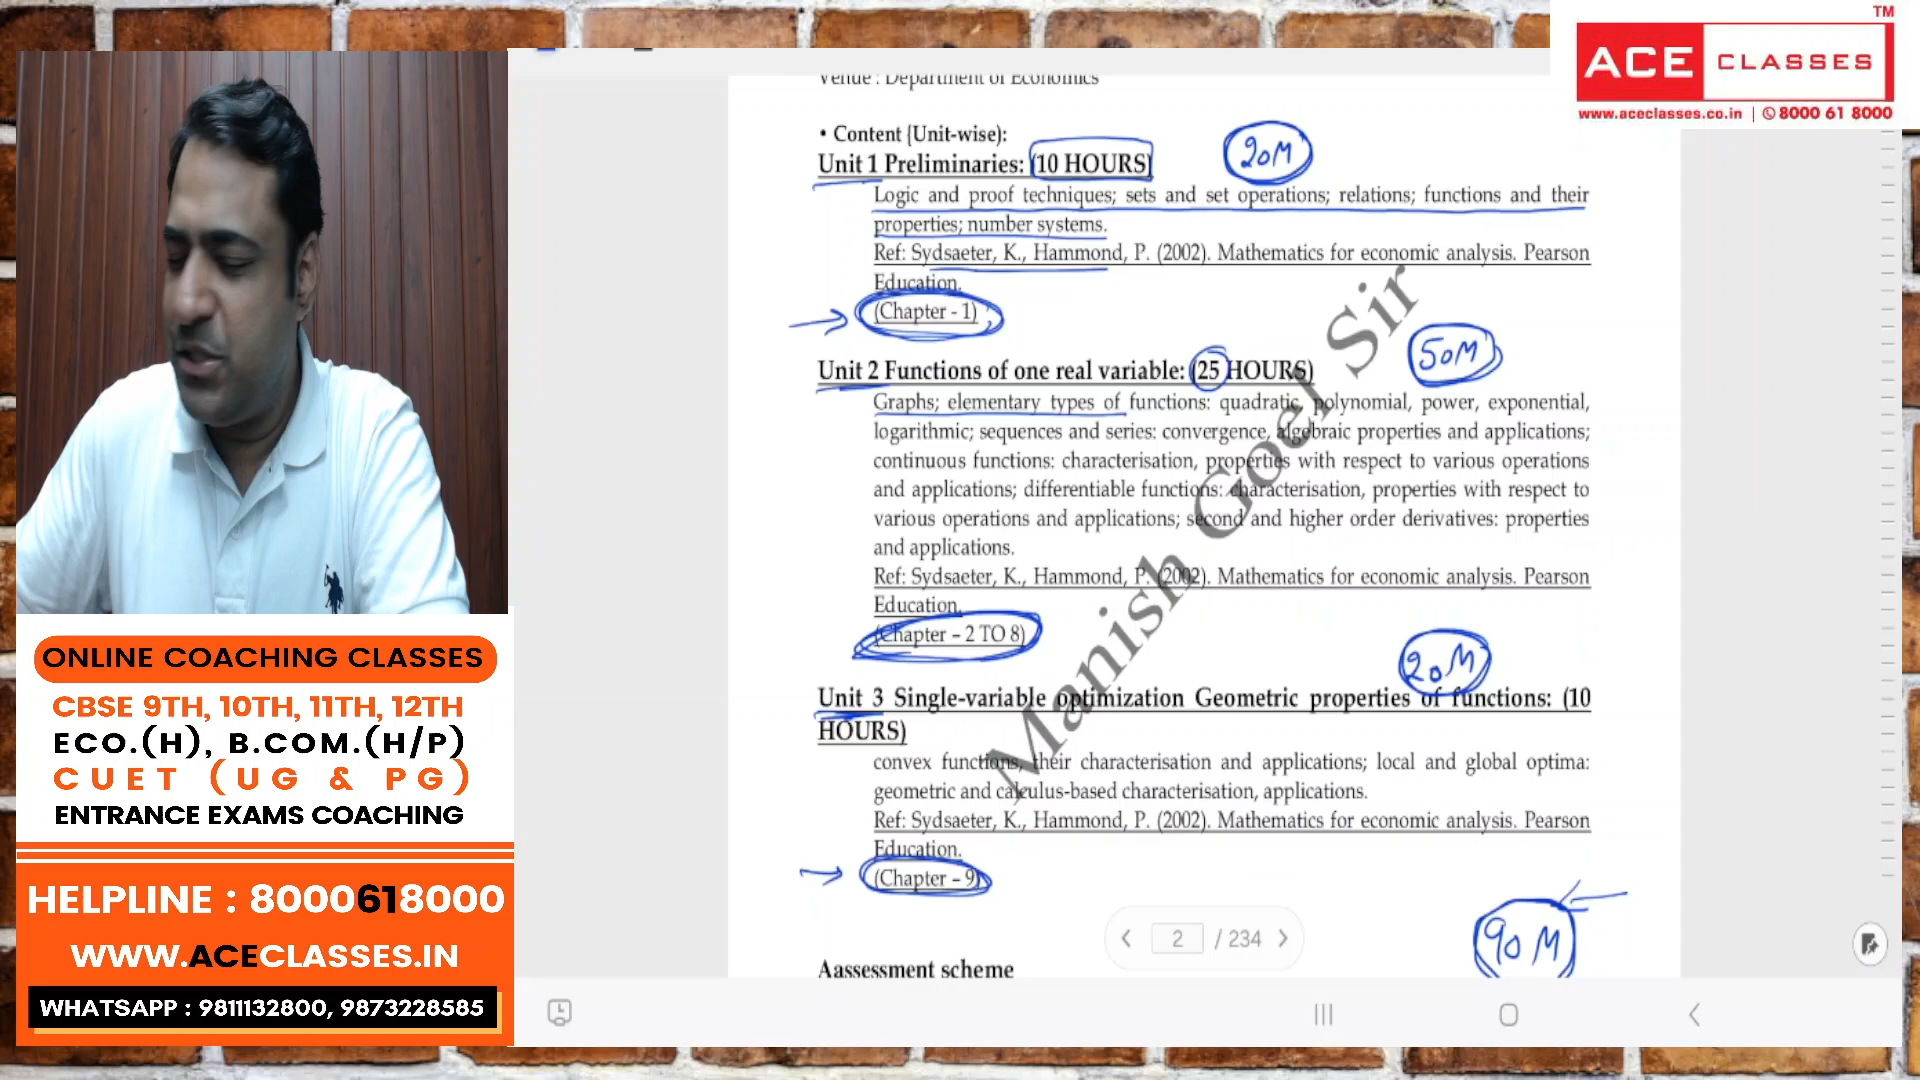 TM
ACE CLASSES
www.aceclasses.co.in | 8000 61 8000
Venue : Department of Economics
• Content {Unit-wise):
Unit 1 Preliminaries: (10 HOURS)
20M
Logic and proof techniques; sets and set operations; relations; functions and their
properties; number systems.
Ref: Sydsaeter, K., Hammond, P. (2002). Mathematics for economic analysis. Pearson
Education.
(Chapter - 1)
Unit 2 Functions of one real variable: (25 HOURS)
50M
Graphs; elementary types of functions: quadratic, polynomial, power, exponential,
logarithmic; sequences and series: convergence, algebraic properties and applications;
continuous functions: characterisation, properties with respect to various operations
and applications; differentiable functions: characterisation, properties with respect to
various operations and applications; second and higher order derivatives: properties
and applications.
Ref: Sydsaeter, K., Hammond, P. (2002). Mathematics for economic analysis. Pearson
Education.
(Chapter – 2 TO 8)
20M
Unit 3 Single-variable optimization Geometric properties of functions: (10
HOURS)
convex functions, their characterisation and applications; local and global optima:
geometric and calculus-based characterisation, applications.
Ref: Sydsaeter, K., Hammond, P. (2002). Mathematics for economic analysis. Pearson
Education.
(Chapter – 9)
90M
Aassessment scheme
2 / 234
Manish Goel Sir
ONLINE COACHING CLASSES
CBSE 9TH, 10TH, 11TH, 12TH
ECO.(H), B.COM.(H/P)
CUET (UG & PG)
ENTRANCE EXAMS COACHING
HELPLINE : 8000618000
WWW.ACECLASSES.IN
WHATSAPP : 9811132800, 9873228585